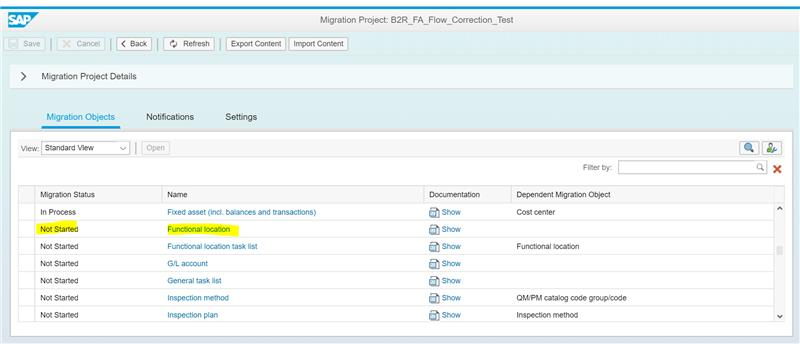 SAP
Migration Project: B2R_FA_Flow_Correction_Test
Save Cancel Back Refresh Export Content Import Content
Migration Project Details
Migration Objects Notifications Settings
View: Standard View Open
Filter by:
Migration Status Name Documentation Dependent Migration Object
In Process Fixed asset (incl. balances and transactions) Show Cost center
Not Started Functional location Show
Not Started Functional location task list Show Functional location
Not Started G/L account Show
Not Started General task list Show
Not Started Inspection method Show QM/PM catalog code group/code
Not Started Inspection plan Show Inspection method